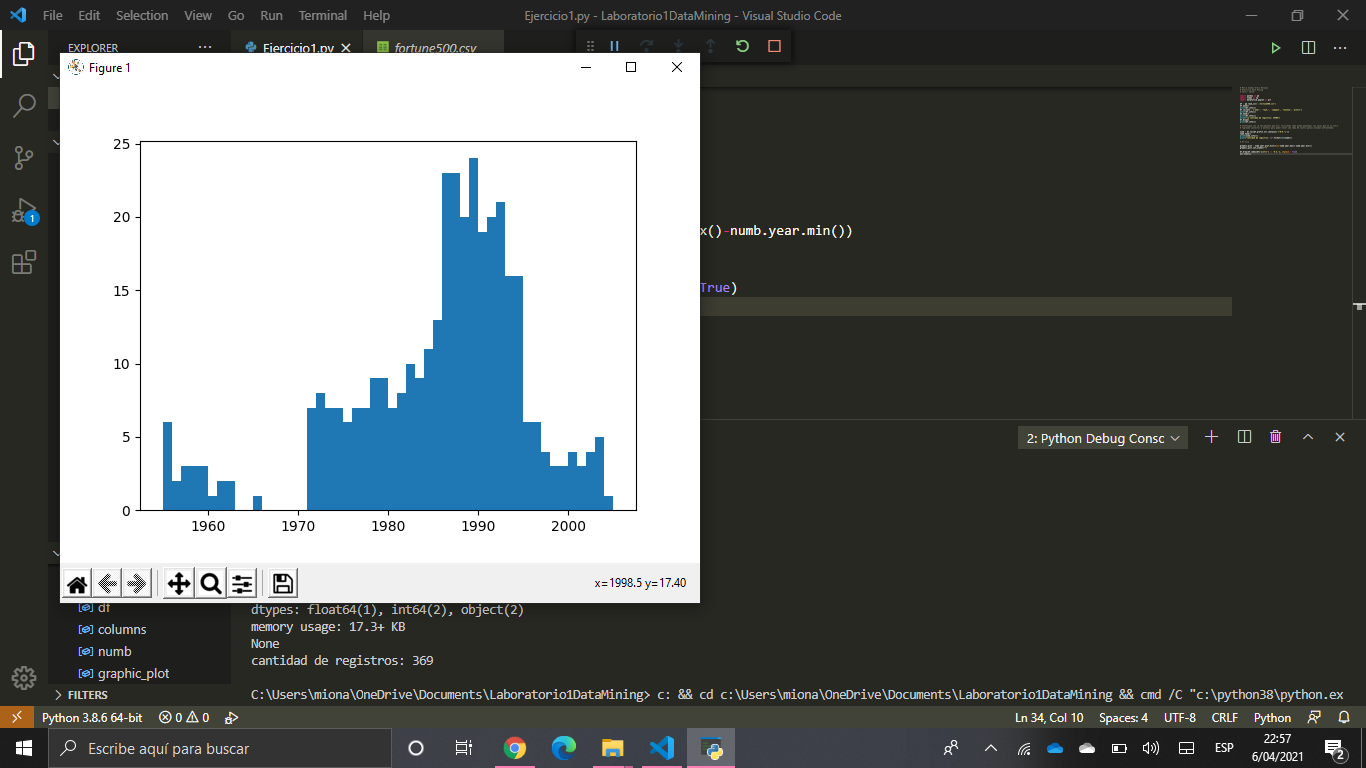 File Edit Selection View Go Run Terminal Help
Ejercicio1.py - Laboratorio1DataMining - Visual Studio Code
EXPLORER
Ejercicio1.py
fortune500.csv
Figure 1
x()-numb.year.min())
True)
25
20
15
10
5
0
1960 1970 1980 1990 2000
x=1998.5 y=17.40
1
2: Python Debug Consc
df
columns
numb
graphic_plot
FILTERS
dtypes: float64(1), int64(2), object(2)
memory usage: 17.3+ KB
None
cantidad de registros: 369
C:\Users\miona\OneDrive\Documents\Laboratorio1DataMining> c: && cd c:\Users\miona\OneDrive\Documents\Laboratorio1DataMining && cmd /C "c:\python38\python.ex
Python 3.8.6 64-bit 0 0 Ln 34, Col 10 Spaces: 4 UTF-8 CRLF Python
Escribe aquí para buscar
ESP
22:57
6/04/2021
2